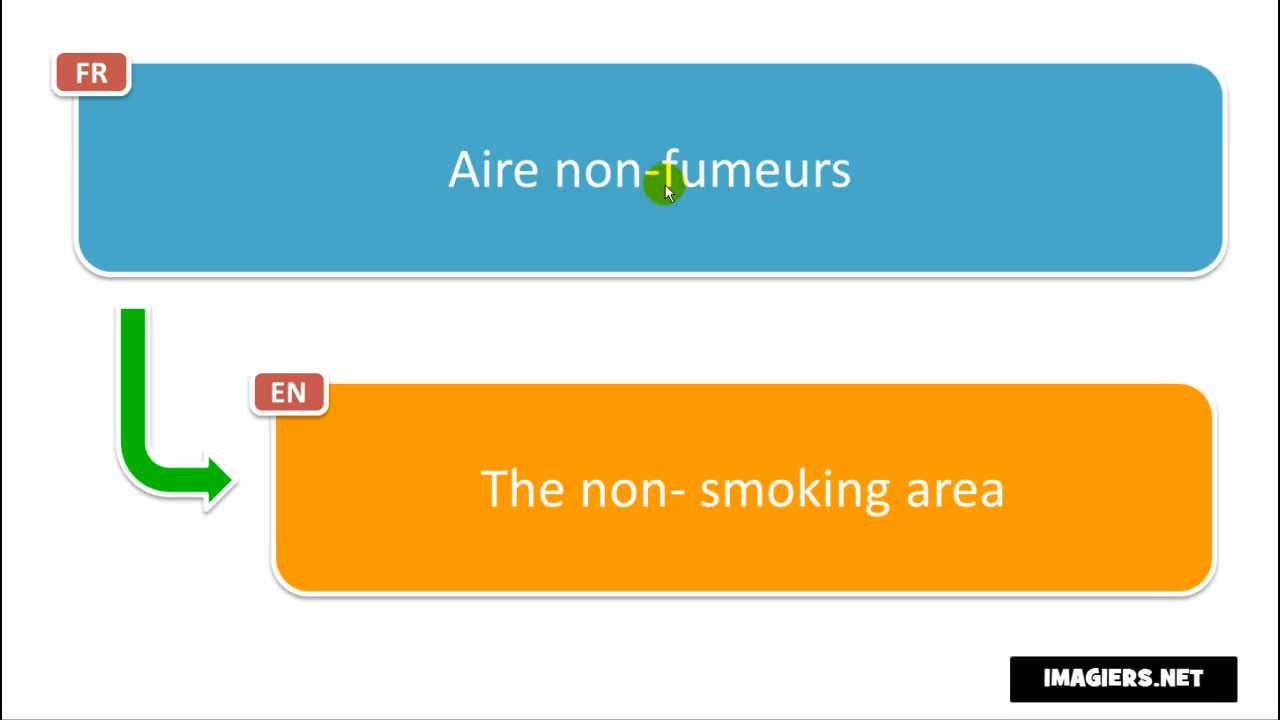 FR
Aire non-fumeurs
EN
The non- smoking area
IMAGIERS.NET